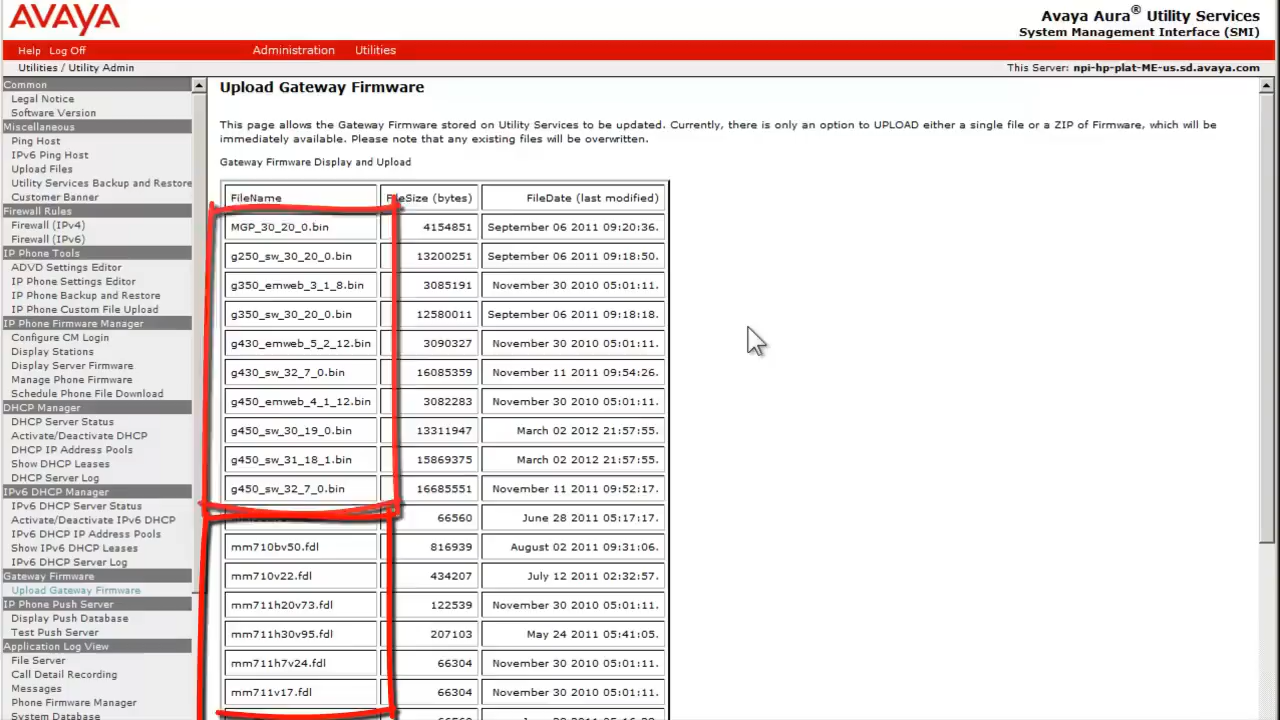 AVAYA
Avaya Aura® Utility Services
System Management Interface (SMI)
Help Log Off
Administration Utilities
Utilities / Utility Admin
This Server: npi-hp-plat-ME-us.sd.avaya.com
Common
Legal Notice
Software Version
Miscellaneous
Ping Host
IPv6 Ping Host
Upload Files
Utility Services Backup and Restore
Customer Banner
Firewall Rules
Firewall (IPv4)
Firewall (IPv6)
IP Phone Tools
ADVD Settings Editor
IP Phone Settings Editor
IP Phone Backup and Restore
IP Phone Custom File Upload
IP Phone Firmware Manager
Configure CM Login
Display Stations
Display Server Firmware
Manage Phone Firmware
Schedule Phone File Download
DHCP Manager
DHCP Server Status
Activate/Deactivate DHCP
DHCP IP Address Pools
Show DHCP Leases
DHCP Server Log
IPv6 DHCP Manager
IPv6 DHCP Server Status
Activate/Deactivate IPv6 DHCP
IPv6 DHCP IP Address Pools
Show IPv6 DHCP Leases
IPv6 DHCP Server Log
Gateway Firmware
Upload Gateway Firmware
IP Phone Push Server
Display Push Database
Test Push Server
Application Log View
File Server
Call Detail Recording
Messages
Phone Firmware Manager
System Database
Upload Gateway Firmware
This page allows the Gateway Firmware stored on Utility Services to be updated. Currently, there is only an option to UPLOAD either a single file or a ZIP of Firmware, which will be
immediately available. Please note that any existing files will be overwritten.
Gateway Firmware Display and Upload
FileName FileSize (bytes) FileDate (last modified)
MGP_30_20_0.bin 4154851 September 06 2011 09:20:36.
g250_sw_30_20_0.bin 13200251 September 06 2011 09:18:50.
g350_emweb_3_1_8.bin 3085191 November 30 2010 05:01:11.
g350_sw_30_20_0.bin 12580011 September 06 2011 09:18:18.
g430_emweb_5_2_12.bin 3090327 November 30 2010 05:01:11.
g430_sw_32_7_0.bin 16085359 November 11 2011 09:54:26.
g450_emweb_4_1_12.bin 3082283 November 30 2010 05:01:11.
g450_sw_30_19_0.bin 13311947 March 02 2012 21:57:55.
g450_sw_31_18_1.bin 15869375 March 02 2012 21:57:55.
g450_sw_32_7_0.bin 16685551 November 11 2011 09:52:17.
66560 June 28 2011 05:17:17.
mm710bv50.fdl 816939 August 02 2011 09:31:06.
mm710v22.fdl 434207 July 12 2011 02:32:57.
mm711h20v73.fdl 122539 November 30 2010 05:01:11.
mm711h30v95.fdl 207103 May 24 2011 05:41:05.
mm711h7v24.fdl 66304 November 30 2010 05:01:11.
mm711v17.fdl 66304 November 30 2010 05:01:11.